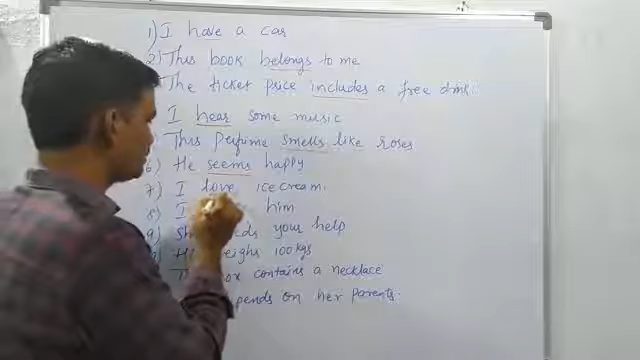 1) I have a car
2) This book belongs to me
The ticket price includes a free drink.
I hear some music
This Perfume smells like roses
6) He seems happy
7) I love ice cream.
8) I him
9) your help
weighs 100kgs
contains a necklace
on her parents.